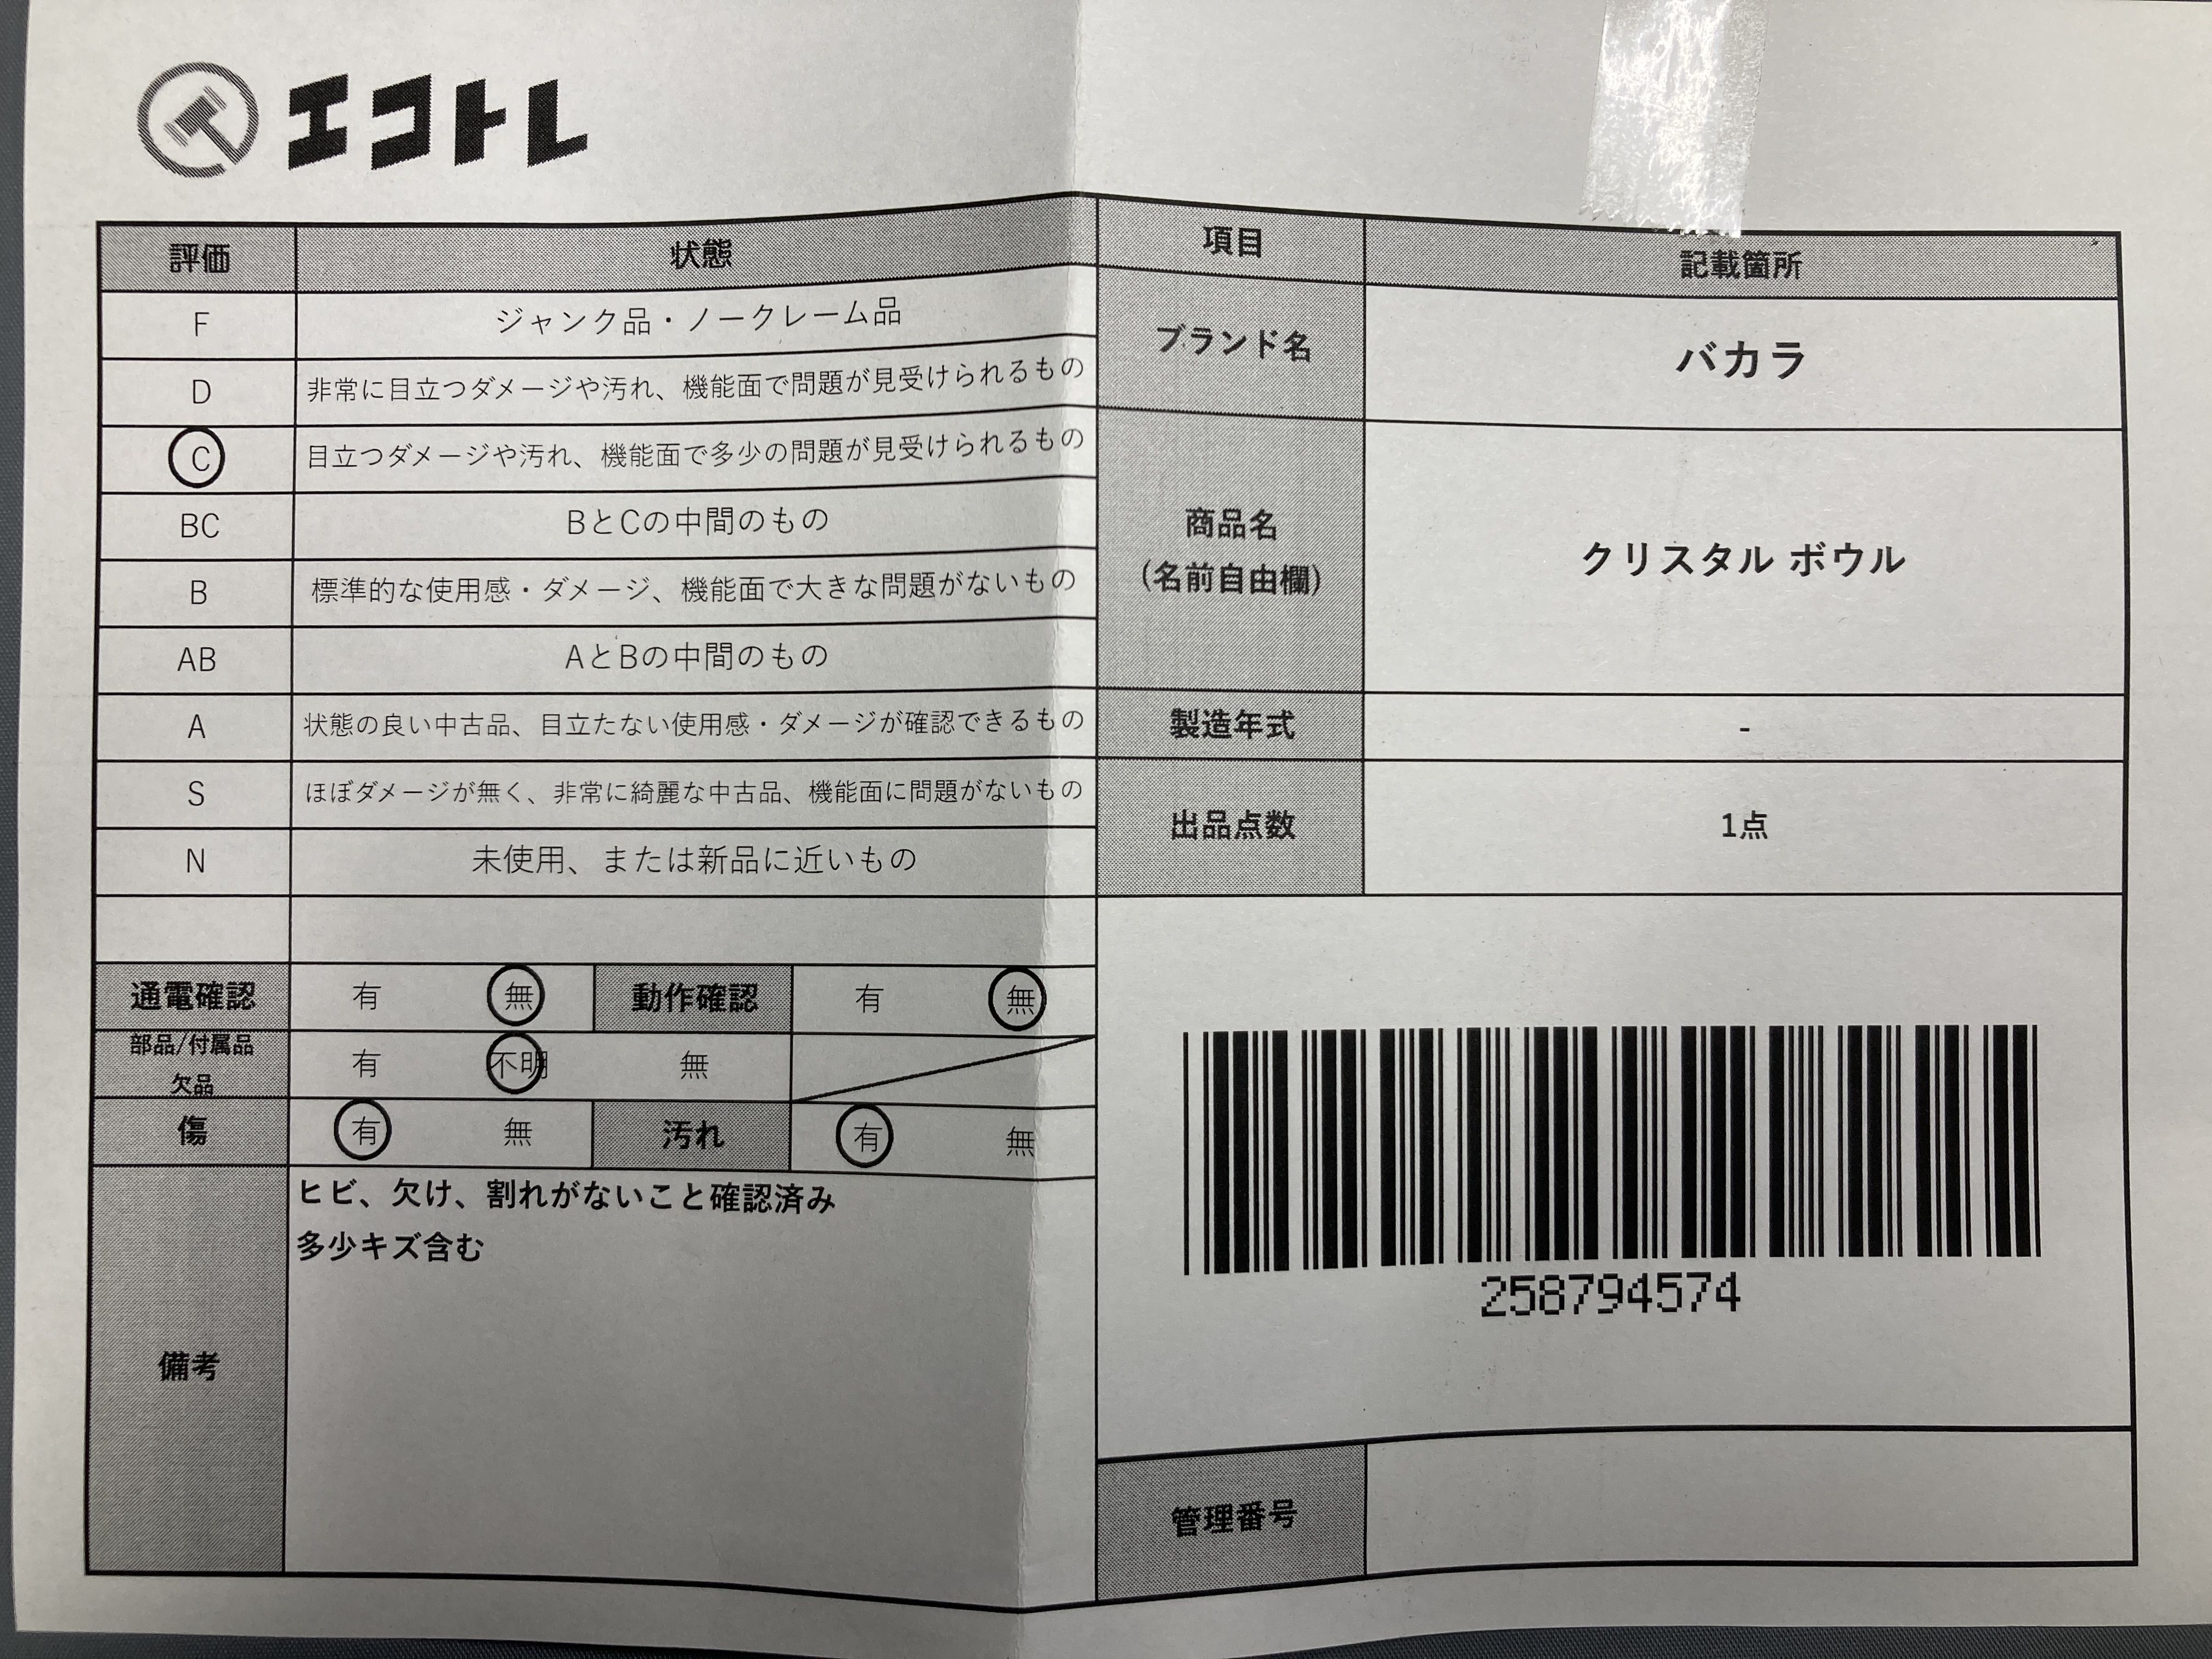 エコトレ
評価 状態
F ジャンク品・ノークレーム品
D 非常に目立つダメージや汚れ、機能面で問題が見受けられるもの
C 目立つダメージや汚れ、機能面で多少の問題が見受けられるもの
BC BとCの中間のもの
B 標準的な使用感・ダメージ、機能面で大きな問題がないもの
AB AとBの中間のもの
A 状態の良い中古品、目立たない使用感・ダメージが確認できるもの
S ほぼダメージが無く、非常に綺麗な中古品、機能面に問題がないもの
N 未使用、または新品に近いもの
通電確認 有 無 動作確認 有 無
部品/付属品
欠品
有 不明 無
傷 有 無 汚れ 有 無
備考
ヒビ、欠け、割れがないこと確認済み
多少キズ含む
項目 記載箇所
ブランド名 バカラ
商品名
(名前自由欄)
クリスタル ボウル
製造年式 -
出品点数 1点
258794574
管理番号